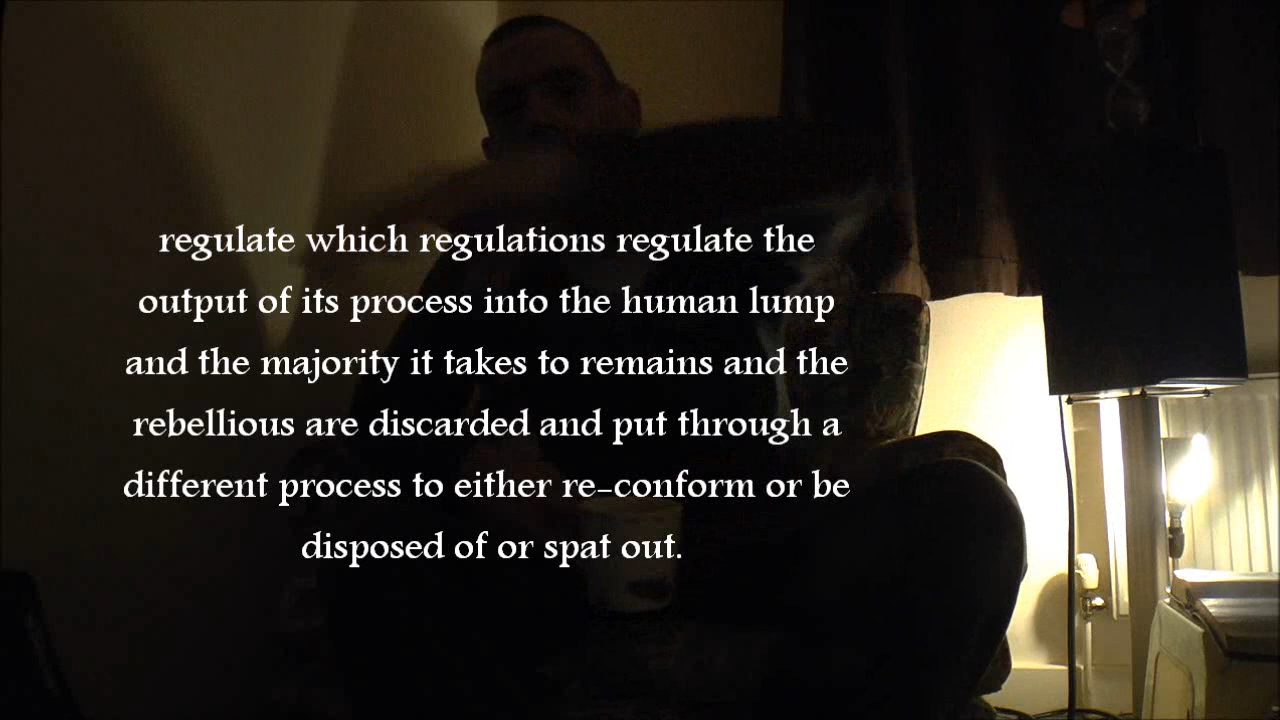 regulate which regulations regulate the
output of its process into the human lump
and the majority it takes to remains and the
rebellious are discarded and put through a
different process to either re-conform or be
disposed of or spat out.